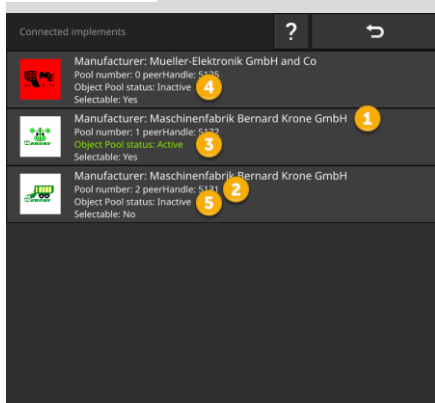 Connected implements ?
Manufacturer: Mueller-Elektronik GmbH and Co
Pool number: 0 peerHandle:
4
Object Pool status: Inactive
Selectable: Yes
Manufacturer: Maschinenfabrik Bernard Krone GmbH 1
Pool number: 1 peerHandle:
3
Object Pool status: Active
Selectable: Yes
Manufacturer: Maschinenfabrik Bernard Krone GmbH
Pool number: 2 peerHandle: 5131 2
Object Pool status: Inactive 5
Selectable: No
KRONE
KRONE